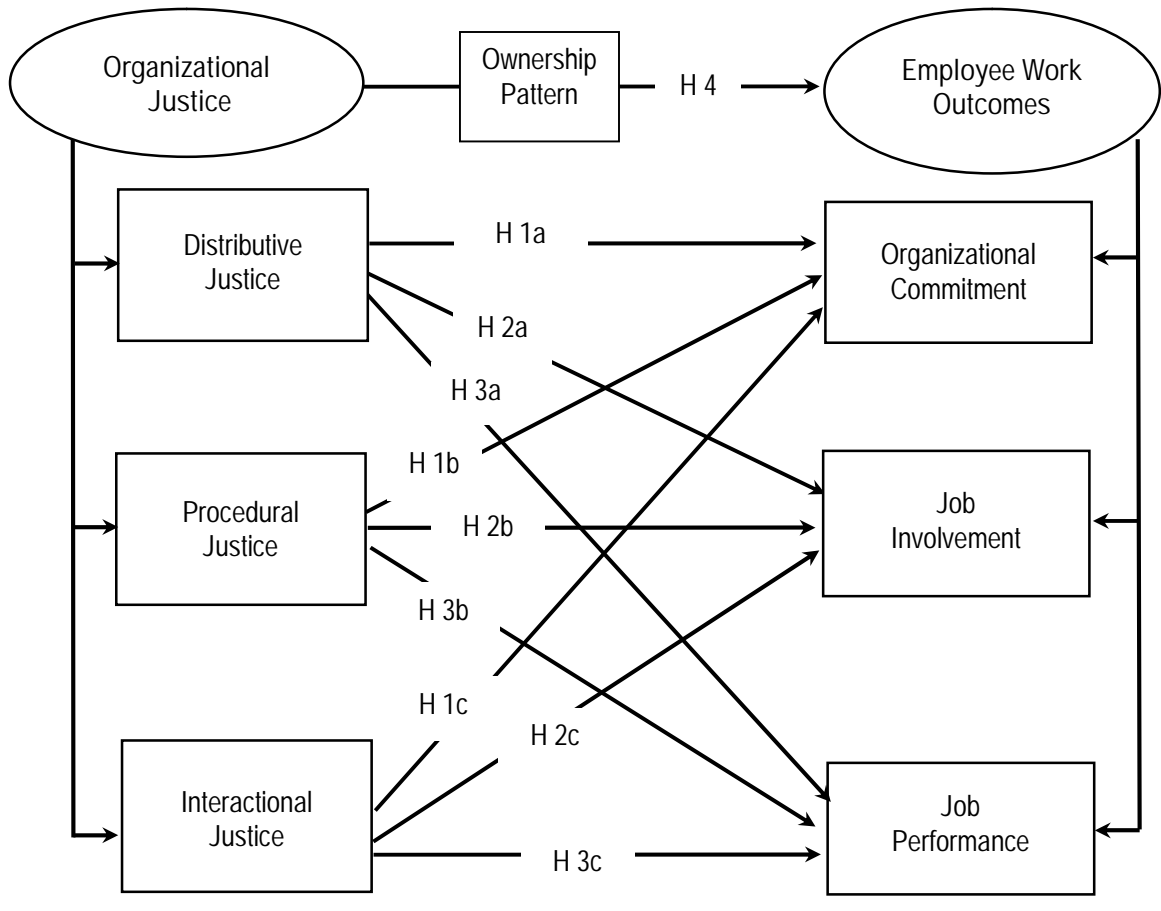 Organizational
Justice
Ownership
Pattern
H 4
Employee Work
Outcomes
Distributive
Justice
H 1a
Organizational
Commitment
H 2a
H 3a
Procedural
Justice
H 1b
H 2b
Job
Involvement
H 3b
H 1c
H 2c
Interactional
Justice
H 3c
Job
Performance